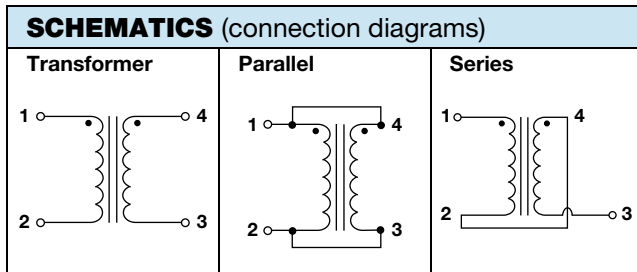 SCHEMATICS (connection diagrams)
Transformer
1 4
2 3
Parallel
1 4
2 3
Series
1 4
2 3